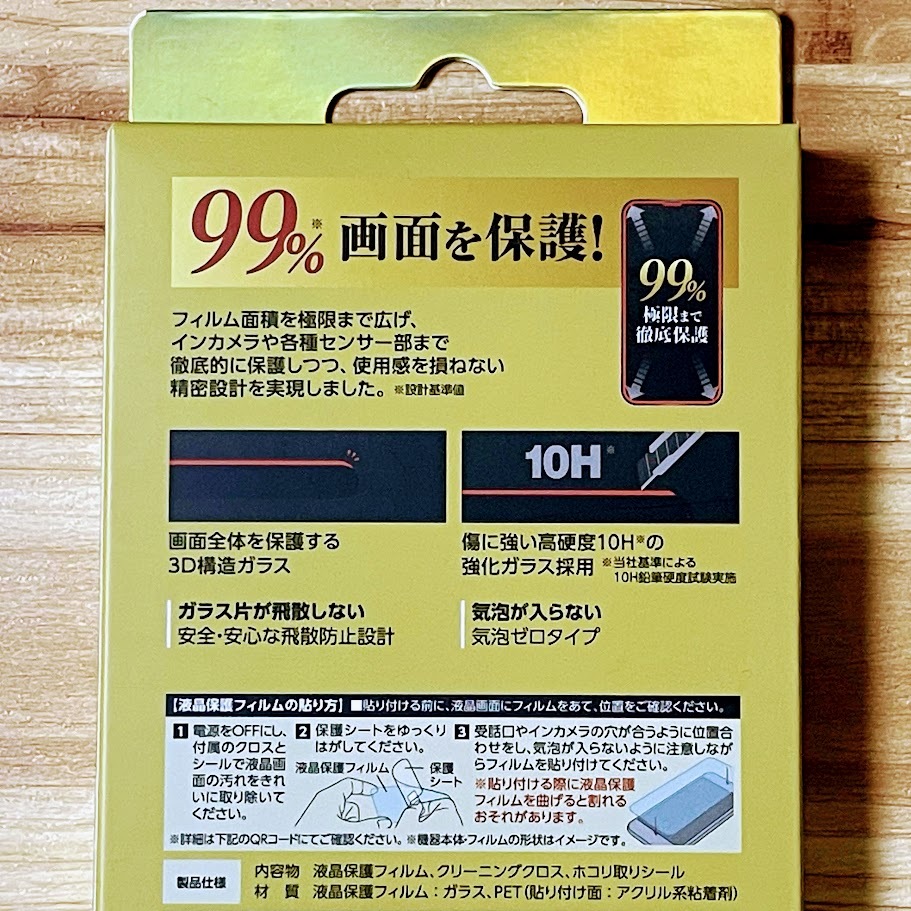 99%※画面を保護!
99%
極限まで
徹底保護
フィルム面積を極限まで広げ、
インカメラや各種センサー部まで
徹底的に保護しつつ、使用感を損ねない
精密設計を実現しました。※設計基準値
10H※
画面全体を保護する
3D構造ガラス
傷に強い高硬度10H※の
強化ガラス採用 ※当社基準による
10H鉛筆硬度試験実施
ガラス片が飛散しない
安全・安心な飛散防止設計
気泡が入らない
気泡ゼロタイプ
【液晶保護フィルムの貼り方】■貼り付ける前に、液晶画面にフィルムをあて、位置をご確認ください。
1 電源をOFFにし、
付属のクロスと
シールで液晶画
面の汚れをきれ
いに取り除いて
ください。
2 保護シートをゆっくり
はがしてください。
液晶保護フィルム
保護
シート
3 受話口やインカメラの穴が合うように位置合
わせをし、気泡が入らないように注意しなが
らフィルムを貼り付けてください。
※貼り付ける際に液晶保護
フィルムを曲げると割れる
おそれがあります。
※詳細は下記のQRコードにてご確認ください。※機器本体・フィルムの形状はイメージです。
製品仕様
内容物 液晶保護フィルム、クリーニングクロス、ホコリ取りシール
材 質 液晶保護フィルム:ガラス、PET(貼り付け面:アクリル系粘着剤)